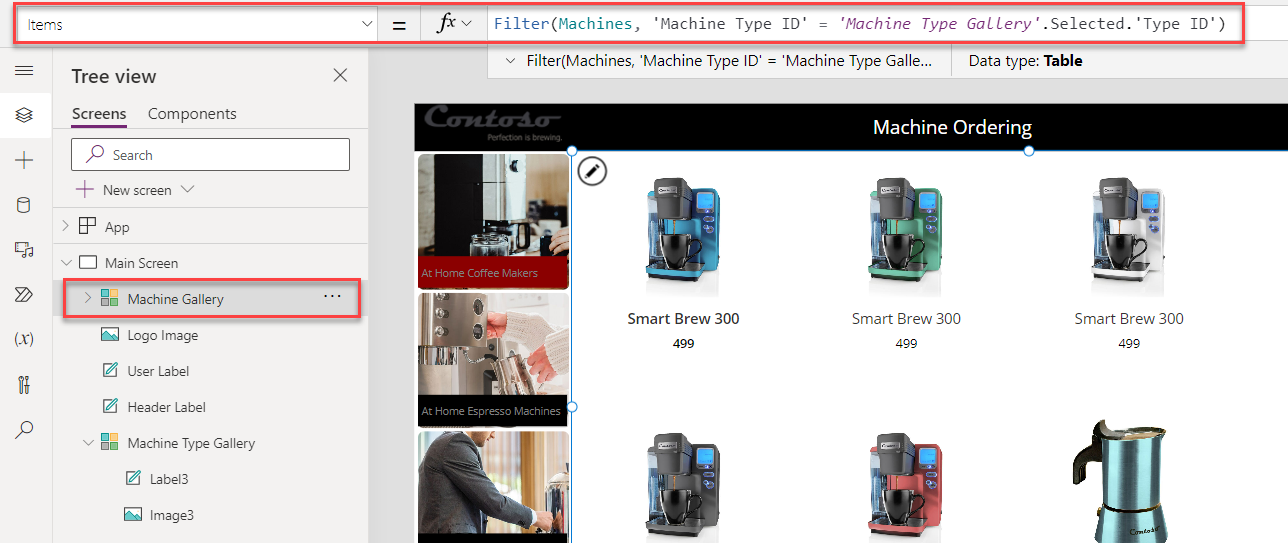 Items = fx Filter(Machines, 'Machine Type ID' = 'Machine Type Gallery'.Selected.'Type ID')
Filter(Machines, 'Machine Type ID' = 'Machine Type Galle... Data type: Table
Tree view
Screens Components
Search
New screen
App
Main Screen
Machine Gallery ...
Logo Image
User Label
Header Label
Machine Type Gallery
Label3
Image3
(x)
Contoso
Perfection is brewing.
Machine Ordering
At Home Coffee Makers
At Home Espresso Machines
Smart Brew 300 Smart Brew 300 Smart Brew 300
499 499 499
Contoso